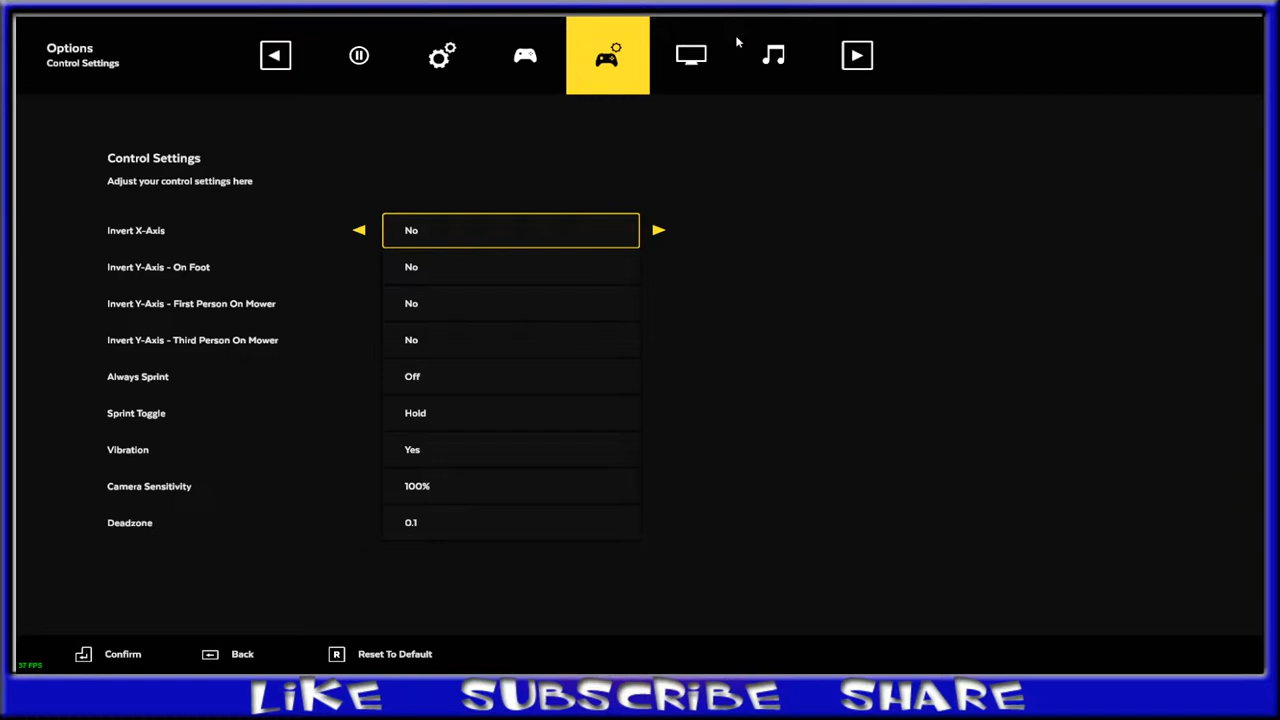 Options
Control Settings
Control Settings
Adjust your control settings here
Invert X-Axis No
Invert Y-Axis - On Foot No
Invert Y-Axis - First Person On Mower No
Invert Y-Axis - Third Person On Mower No
Always Sprint Off
Sprint Toggle Hold
Vibration Yes
Camera Sensitivity 100%
Deadzone 0.1
Confirm Back R Reset To Default
37 FPS
LiKE SUBSCRiBE SHARE